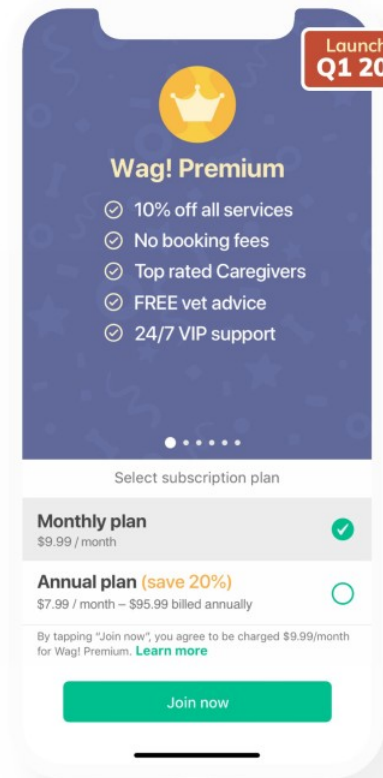 Launch
Q1 20
Wag! Premium
10% off all services
No booking fees
Top rated Caregivers
FREE vet advice
24/7 VIP support
Select subscription plan
Monthly plan
$9.99 / month
Annual plan (save 20%)
$7.99 / month – $95.99 billed annually
By tapping “Join now”, you agree to be charged $9.99/month
for Wag! Premium. Learn more
Join now